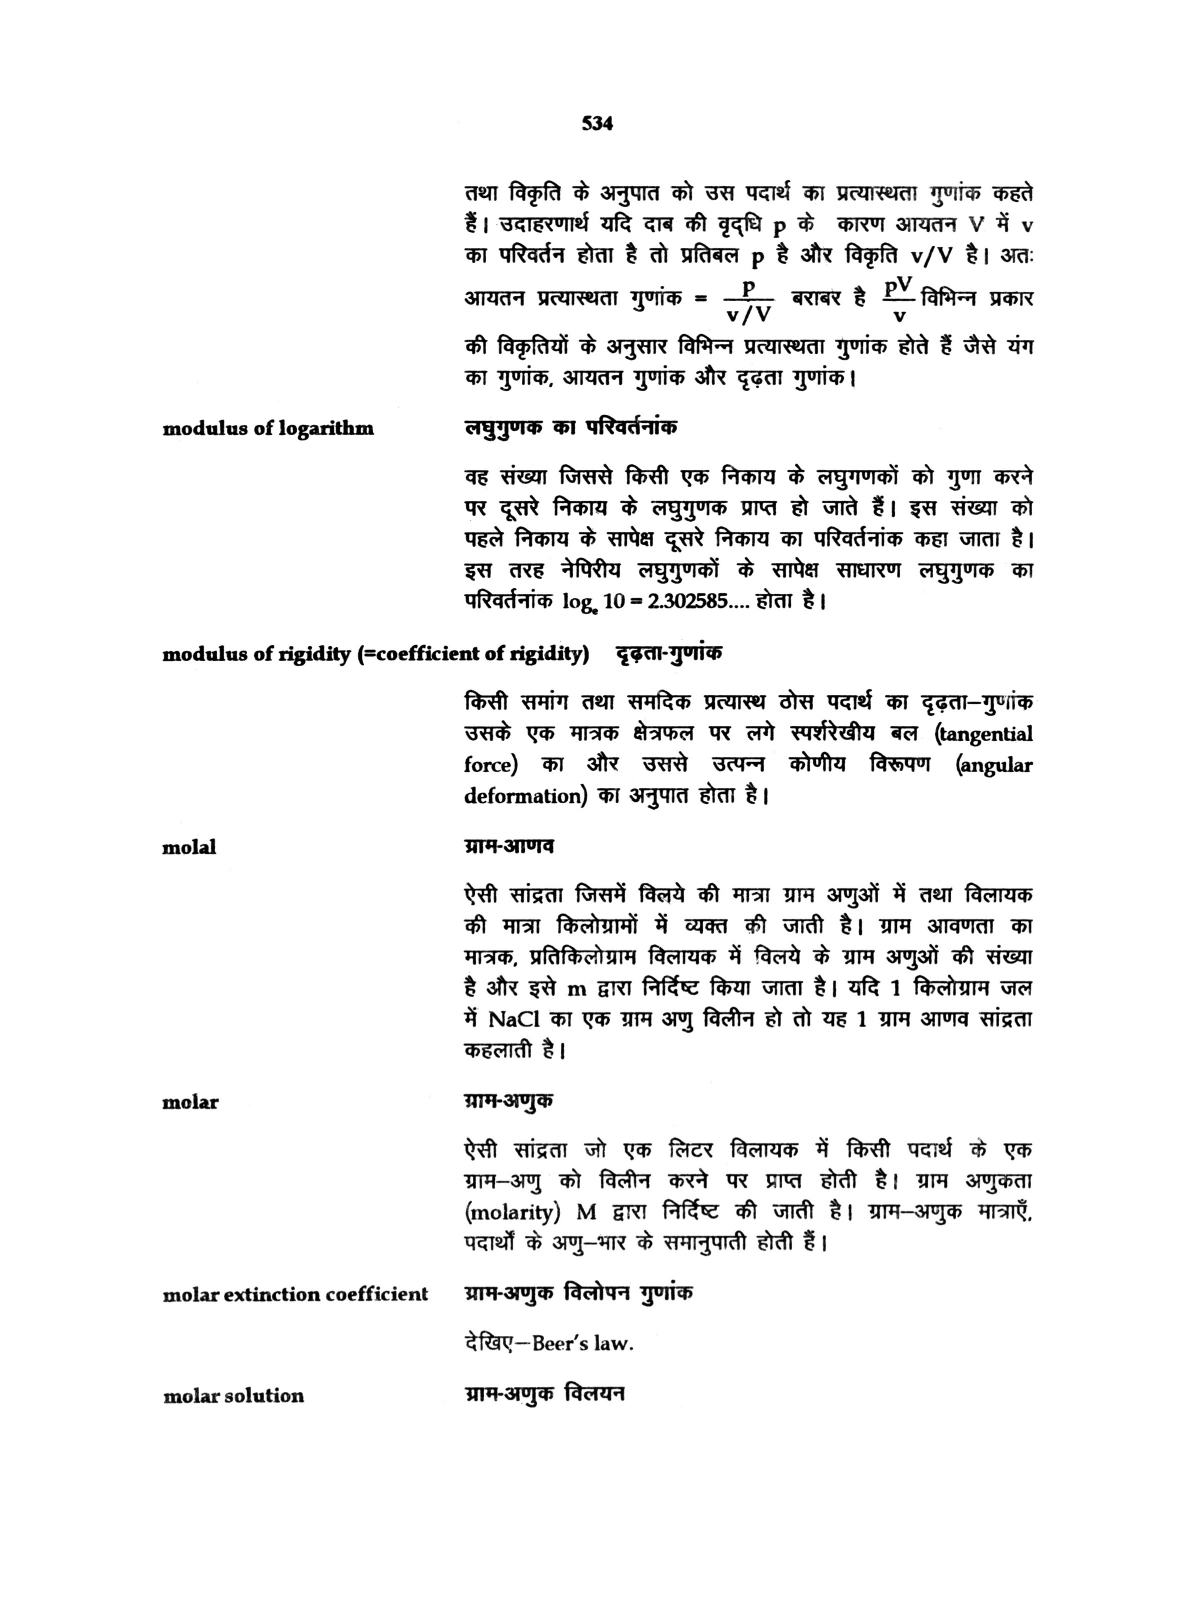 534
तथा विकृति के अनुपात को उस पदार्थ का प्रत्यास्थता गुणांक कहते
हैं। उदाहरणार्थ यदि दाब की वृद्धि p के कारण आयतन V में v
का परिवर्तन होता है तो प्रतिबल p है और विकृति v/V है। अतः
आयतन प्रत्यास्थता गुणांक = p / v/V बराबर है pV / v विभिन्न प्रकार
की विकृतियों के अनुसार विभिन्न प्रत्यास्थता गुणांक होते हैं जैसे यंग
का गुणांक, आयतन गुणांक और दृढ़ता गुणांक।
modulus of logarithm लघुगुणक का परिवर्तनांक
वह संख्या जिससे किसी एक निकाय के लघुगणकों को गुणा करने
पर दूसरे निकाय के लघुगुणक प्राप्त हो जाते हैं। इस संख्या को
पहले निकाय के सापेक्ष दूसरे निकाय का परिवर्तनांक कहा जाता है।
इस तरह नेपिरीय लघुगुणकों के सापेक्ष साधारण लघुगुणक का
परिवर्तनांक logₑ 10 = 2.302585.... होता है।
modulus of rigidity (=coefficient of rigidity) दृढ़ता-गुणांक
किसी समांग तथा समदिक प्रत्यास्थ ठोस पदार्थ का दृढ़ता–गुणांक
उसके एक मात्रक क्षेत्रफल पर लगे स्पर्शरेखीय बल (tangential
force) का और उससे उत्पन्न कोणीय विरूपण (angular
deformation) का अनुपात होता है।
molal ग्राम-आणव
ऐसी सांद्रता जिसमें विलये की मात्रा ग्राम अणुओं में तथा विलायक
की मात्रा किलोग्रामों में व्यक्त की जाती है। ग्राम आवणता का
मात्रक, प्रतिकिलोग्राम विलायक में विलये के ग्राम अणुओं की संख्या
है और इसे m द्वारा निर्दिष्ट किया जाता है। यदि 1 किलोग्राम जल
में NaCl का एक ग्राम अणु विलीन हो तो यह 1 ग्राम आणव सांद्रता
कहलाती है।
molar ग्राम-अणुक
ऐसी सांद्रता जो एक लिटर विलायक में किसी पदार्थ के एक
ग्राम–अणु को विलीन करने पर प्राप्त होती है। ग्राम अणुकता
(molarity) M द्वारा निर्दिष्ट की जाती है। ग्राम–अणुक मात्राएँ,
पदार्थों के अणु–भार के समानुपाती होती हैं।
molar extinction coefficient ग्राम-अणुक विलोपन गुणांक
देखिए—Beer's law.
molar solution ग्राम-अणुक विलयन